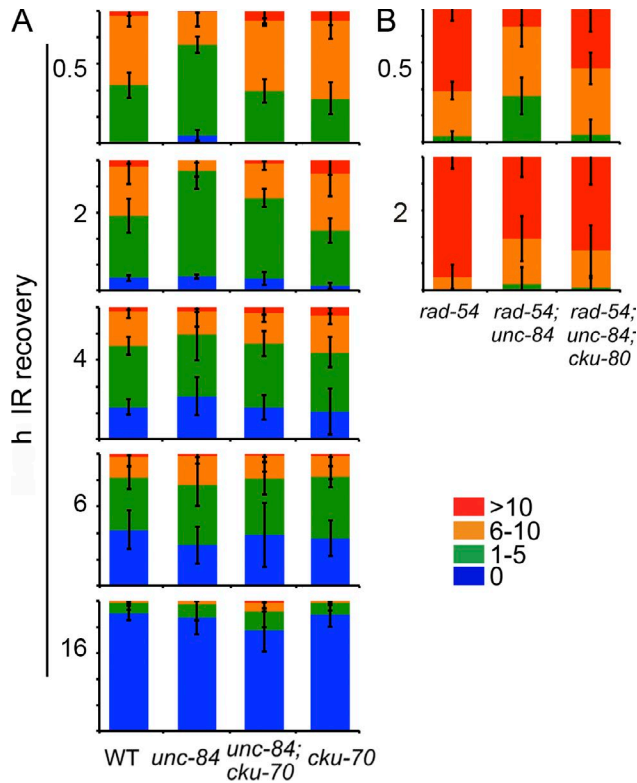 A
B
h IR recovery
0.5
2
4
6
16
WT
unc-84
unc-84;
cku-70
cku-70
0.5
2
rad-54
rad-54;
unc-84
rad-54;
unc-84;
cku-80
>10
6-10
1-5
0